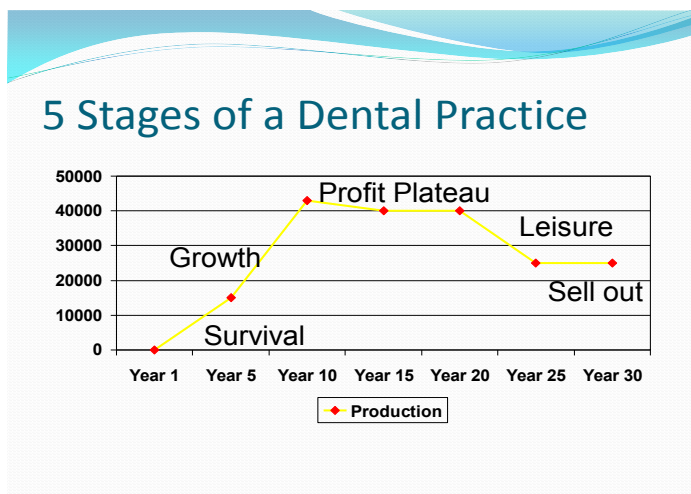 5 Stages of a Dental Practice
50000
40000
30000
20000
10000
0
Profit Plateau
Leisure
Growth
Sell out
Survival
Year 1 Year 5 Year 10 Year 15 Year 20 Year 25 Year 30
Production